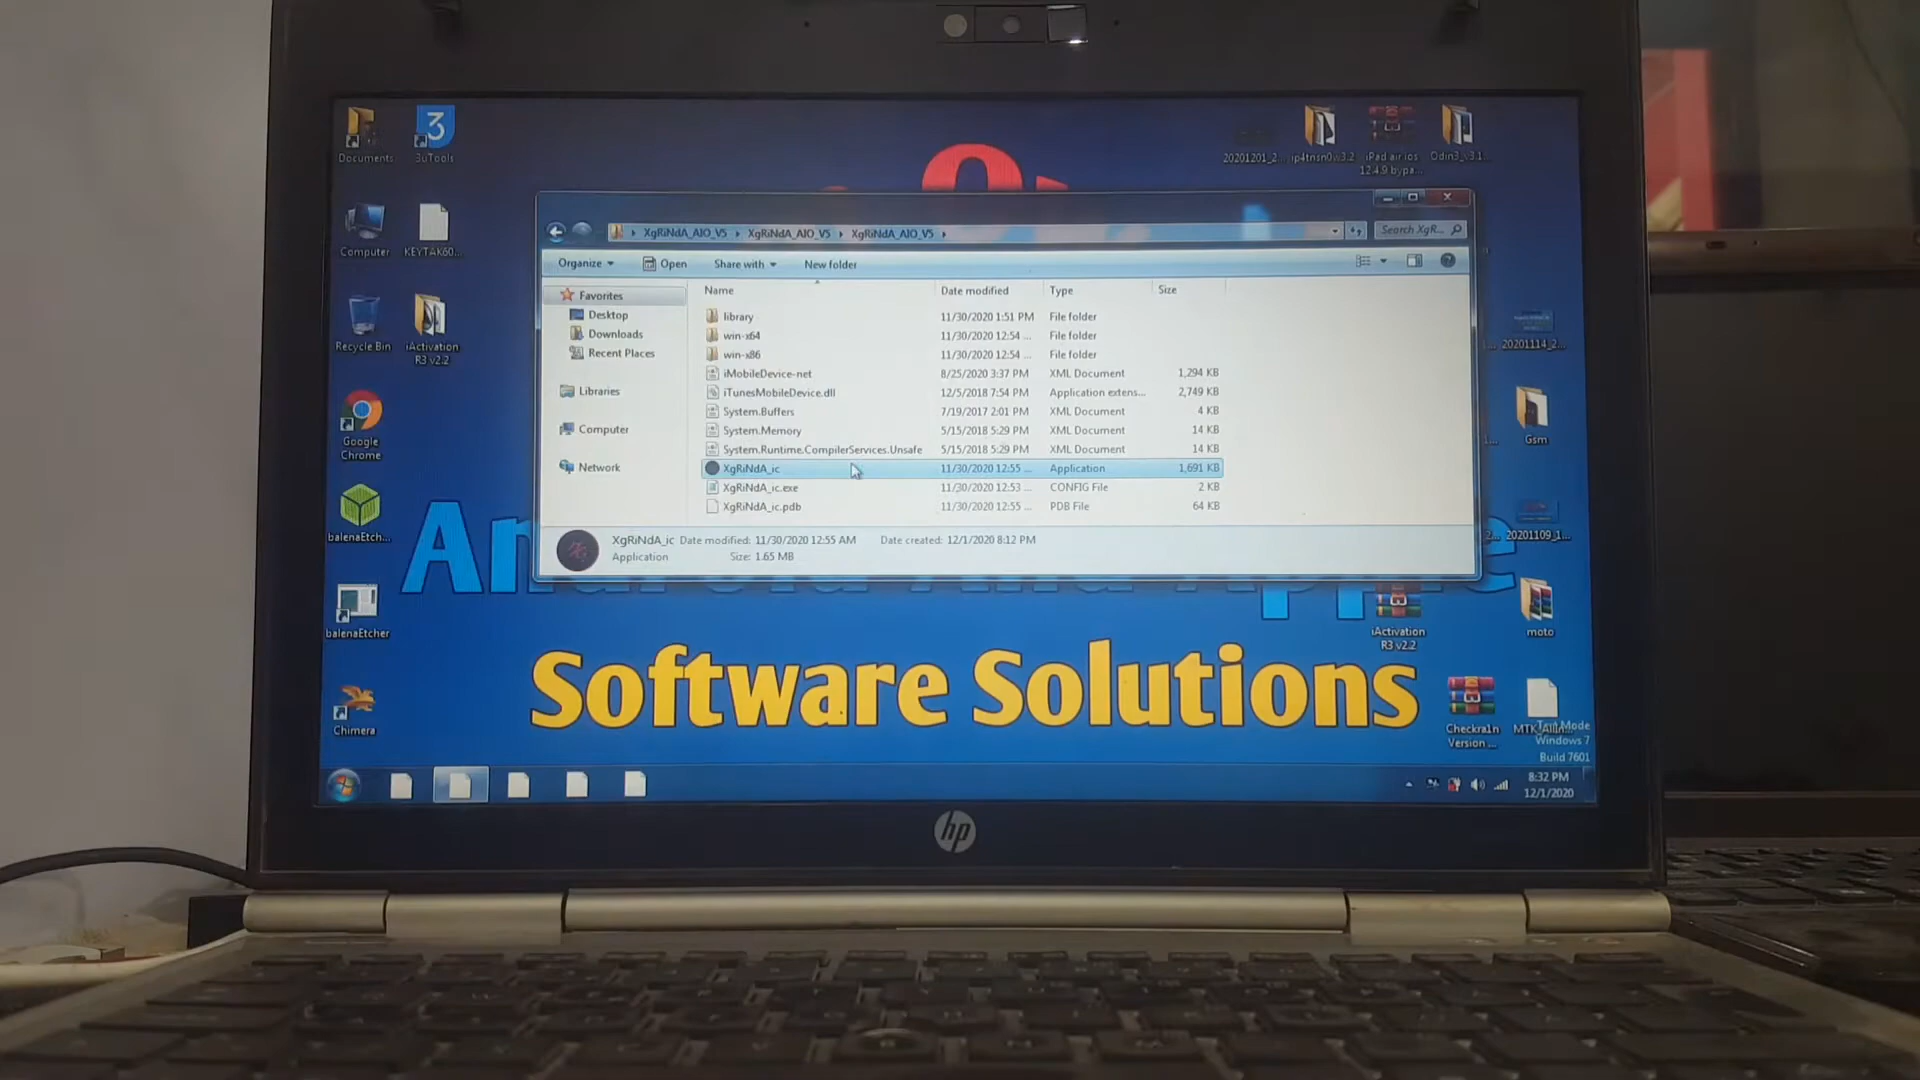 Documents
3uTools
20201201_2...
ip4tnsn0w3.2
iPad air ios
12.4.9 bypa...
Odin3_v3.1...
XgRiNdA_AIO_V5
XgRiNdA_AIO_V5
XgRiNdA_AIO_V5
Search XgR...
Computer
KEYTAK60...
Organize
Open
Share with
New folder
Name
Date modified
Type
Size
Favorites
Desktop
Downloads
Recent Places
Libraries
Computer
Network
library 11/30/2020 1:51 PM File folder
win-x64 11/30/2020 12:54 ... File folder
win-x86 11/30/2020 12:54 ... File folder
iMobileDevice-net 8/25/2020 3:37 PM XML Document 1,294 KB
iTunesMobileDevice.dll 12/5/2018 7:54 PM Application extens... 2,749 KB
System.Buffers 7/19/2017 2:01 PM XML Document 4 KB
System.Memory 5/15/2018 5:29 PM XML Document 14 KB
System.Runtime.CompilerServices.Unsafe 5/15/2018 5:29 PM XML Document 14 KB
XgRiNdA_ic 11/30/2020 12:55 ... Application 1,691 KB
XgRiNdA_ic.exe 11/30/2020 12:53 ... CONFIG File 2 KB
XgRiNdA_ic.pdb 11/30/2020 12:55 ... PDB File 64 KB
XgRiNdA_ic Date modified: 11/30/2020 12:55 AM Date created: 12/1/2020 8:12 PM
Application Size: 1.65 MB
Recycle Bin
iActivation
R3 v2.2
20201114_2...
Google
Chrome
Gsm
balenaEtch...
20201109_1...
balenaEtcher
iActivation
R3 v2.2
moto
Software Solutions
Chimera
Checkra1n
Version ...
Test Mode
Windows 7
Build 7601
8:32 PM
12/1/2020
hp